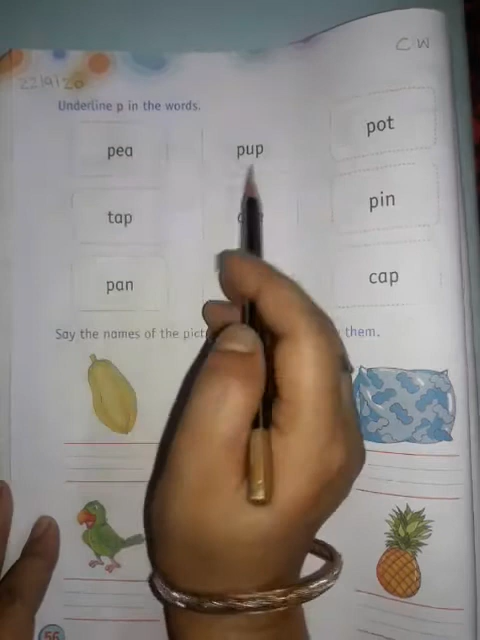 C.W
22/9/20
Underline p in the words.
pea pup pot
tap pin
pan cap
Say the names of the them.
56